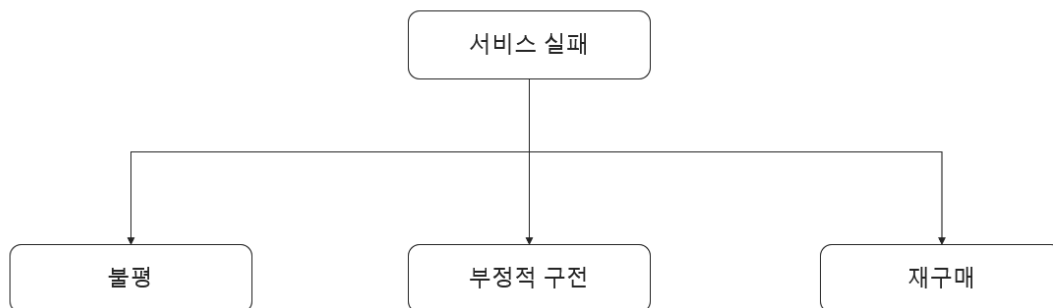 서비스 실패
불평
부정적 구전
재구매